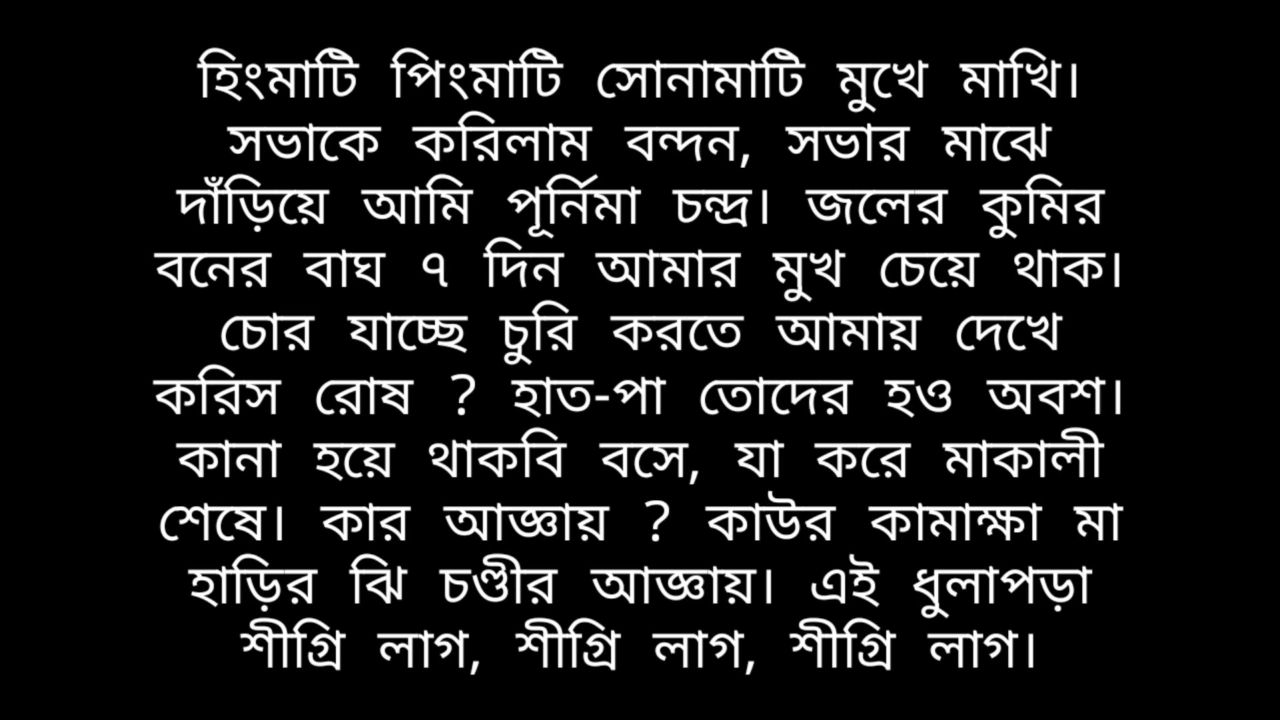 হিংমাটি পিংমাটি সোনামাটি মুখে মাখি।
সভাকে করিলাম বন্দন, সভার মাঝে
দাঁড়িয়ে আমি পূর্নিমা চন্দ্র। জলের কুমির
বনের বাঘ ৭ দিন আমার মুখ চেয়ে থাক।
চোর যাচ্ছে চুরি করতে আমায় দেখে
করিস রোষ ? হাত-পা তোদের হও অবশ।
কানা হয়ে থাকবি বসে, যা করে মাকালী
শেষে। কার আজ্ঞায় ? কাউর কামাক্ষা মা
হাড়ির ঝি চণ্ডীর আজ্ঞায়। এই ধুলাপড়া
শীগ্রি লাগ, শীগ্রি লাগ, শীগ্রি লাগ।